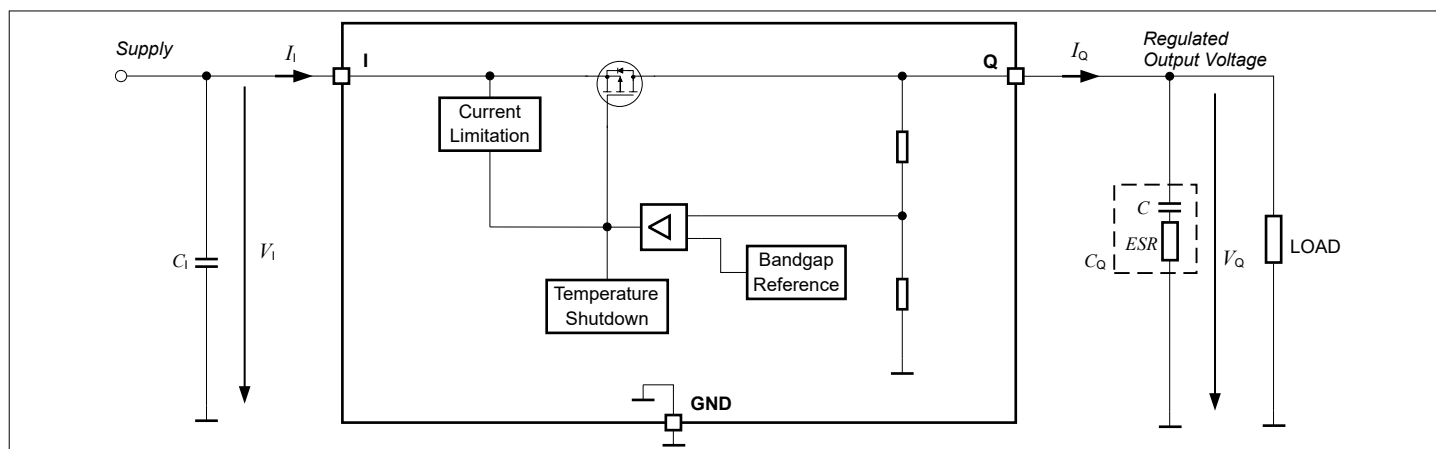 Supply
I_I
I
Q
I_Q
Regulated
Output Voltage
Current
Limitation
C_I
V_I
Bandgap
Reference
Temperature
Shutdown
C
ESR
C_Q
V_Q
LOAD
GND